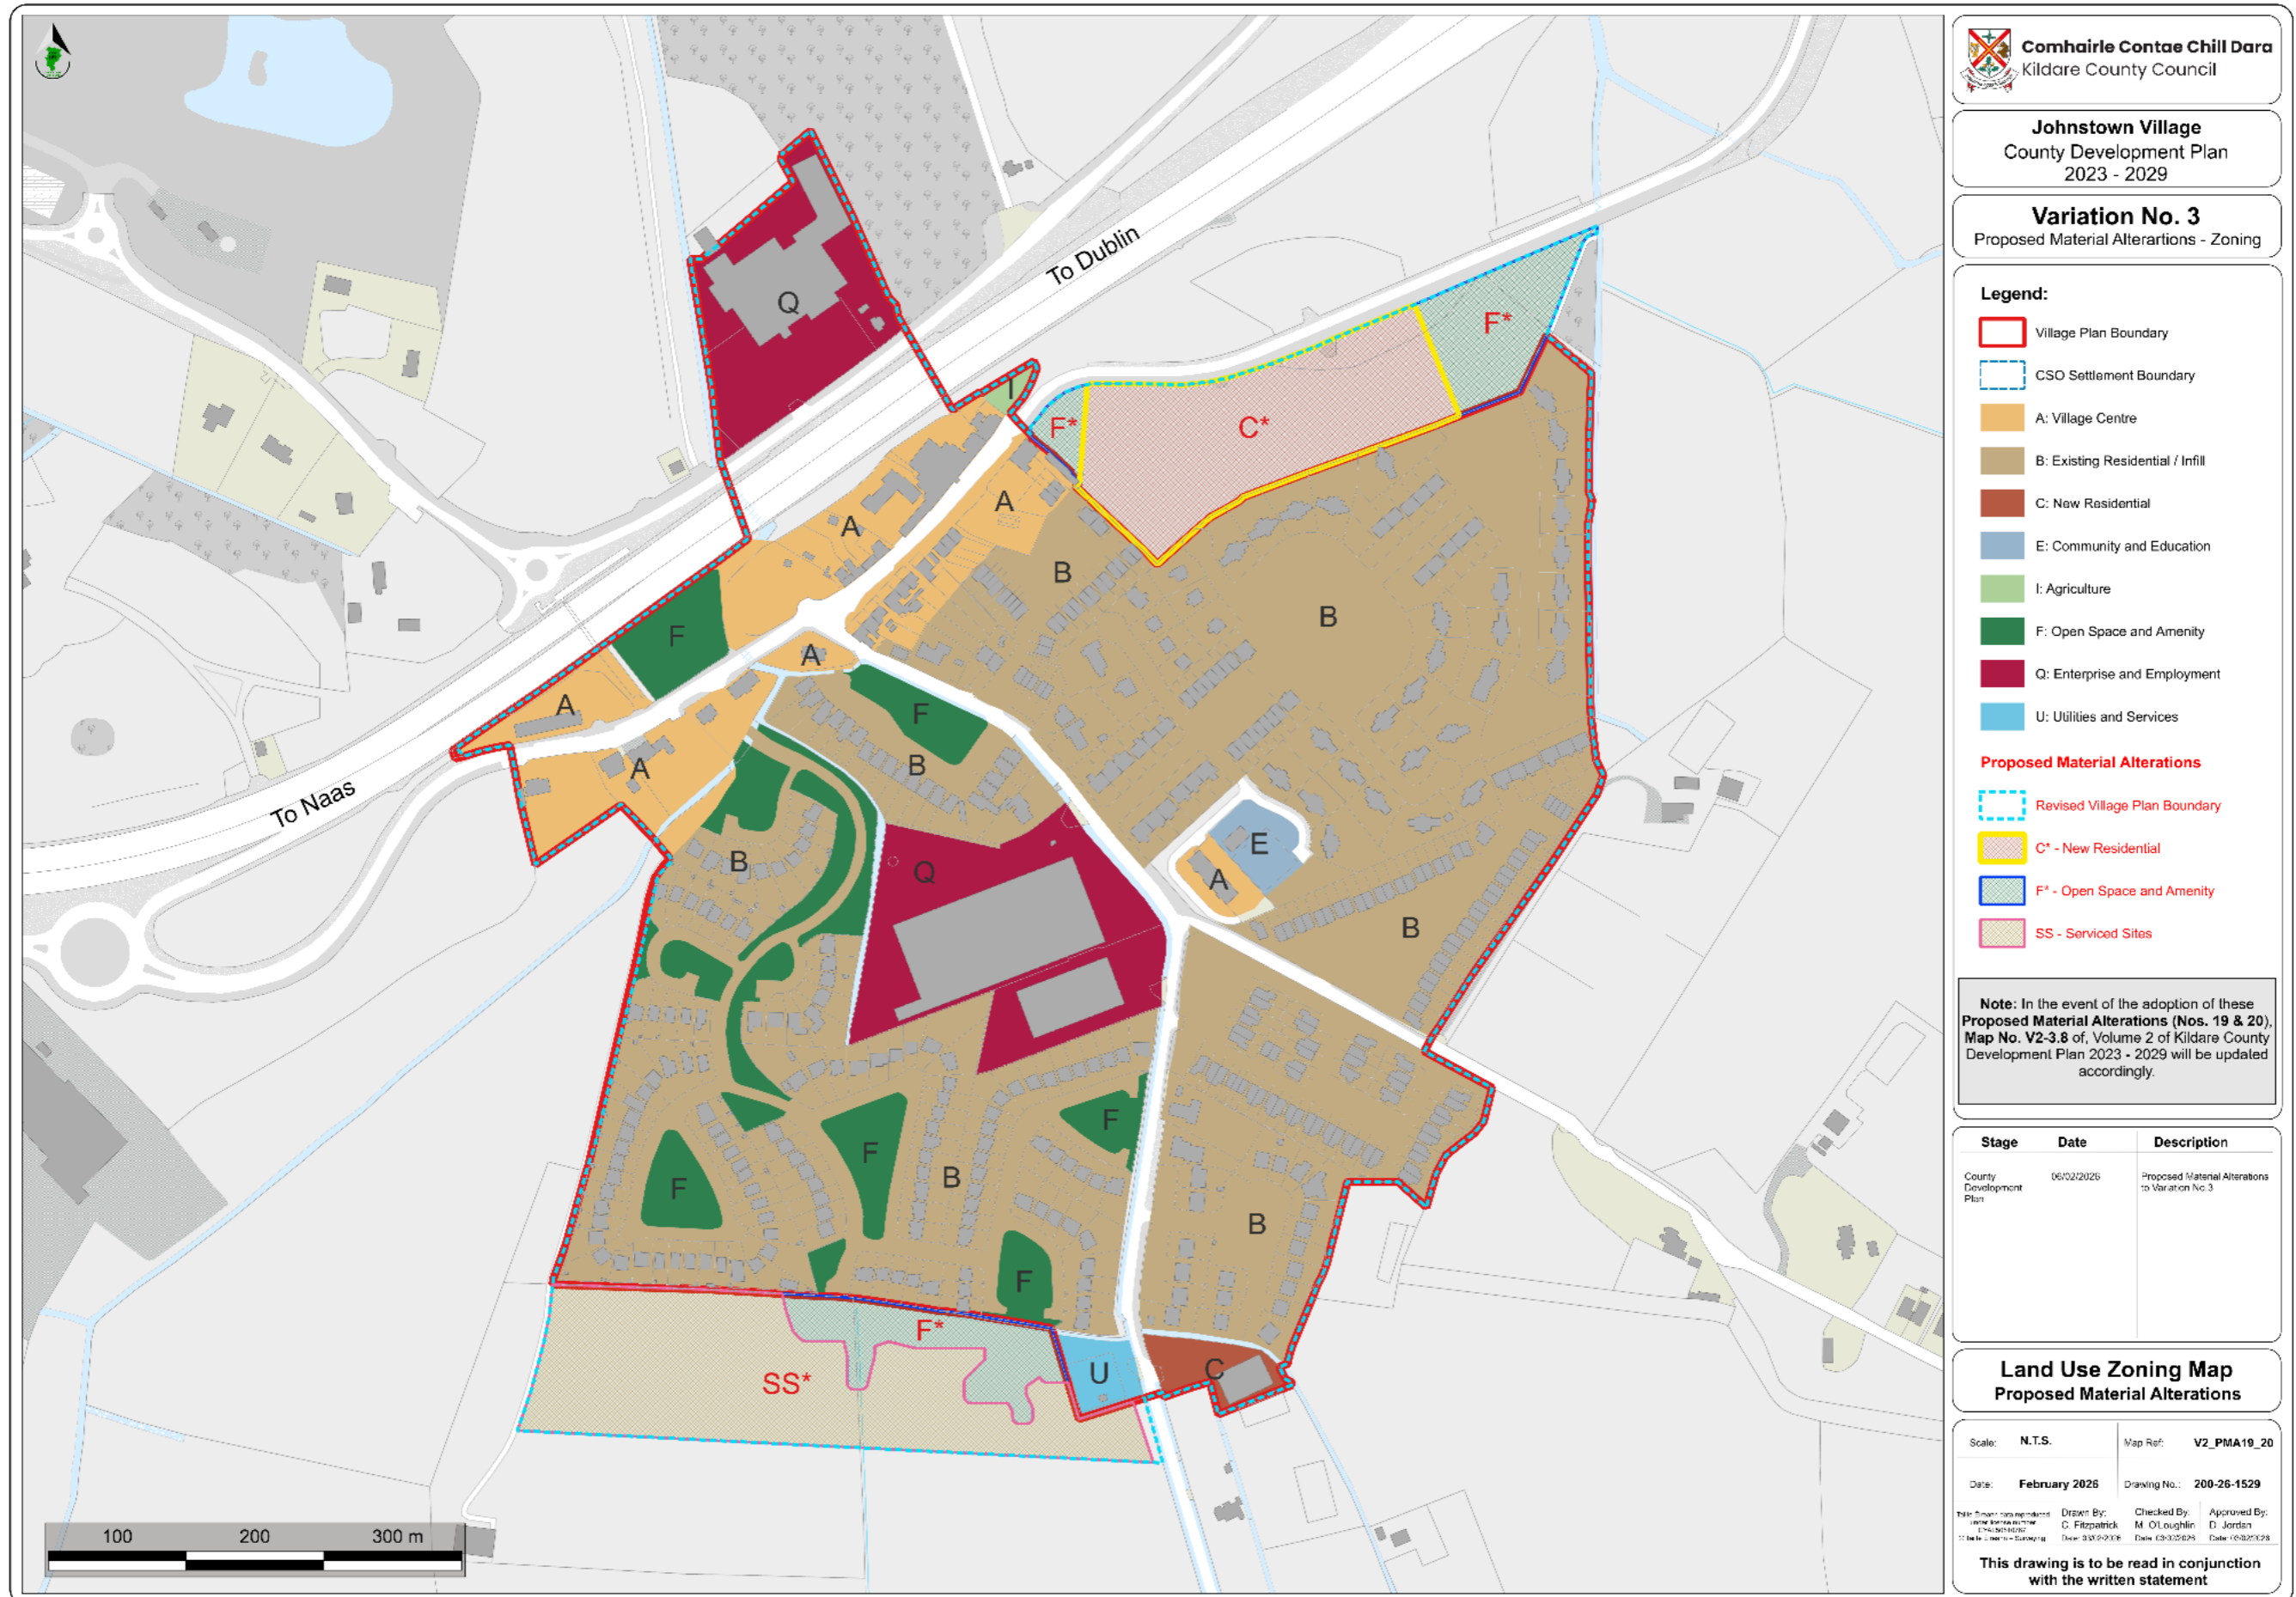 To Dublin
To Naas
Q
I
F*
C*
F*
A
A
B
B
F
A
A
F
B
A
B
Q
E
A
B
F
F
B
F
B
F
F*
SS*
U
C
100 200 300 m
Comhairle Contae Chill Dara
Kildare County Council
Johnstown Village
County Development Plan
2023 - 2029
Variation No. 3
Proposed Material Alterartions - Zoning
Legend:
Village Plan Boundary
CSO Settlement Boundary
A: Village Centre
B: Existing Residential / Infill
C: New Residential
E: Community and Education
I: Agriculture
F: Open Space and Amenity
Q: Enterprise and Employment
U: Utilities and Services
Proposed Material Alterations
Revised Village Plan Boundary
C* - New Residential
F* - Open Space and Amenity
SS - Serviced Sites
Note: In the event of the adoption of these
Proposed Material Alterations (Nos. 19 & 20),
Map No. V2-3.8 of, Volume 2 of Kildare County
Development Plan 2023 - 2029 will be updated
accordingly.
Stage Date Description
County
Development
Plan
06/02/2026
Proposed Material Alterations
to Variation No.3
Land Use Zoning Map
Proposed Material Alterations
Scale: N.T.S. Map Ref: V2_PMA19_20
Date: February 2026 Drawing No.: 200-26-1529
Drawn By: Checked By: Approved By:
C. Fitzpatrick M. O'Loughlin D. Jordan
This drawing is to be read in conjunction
with the written statement